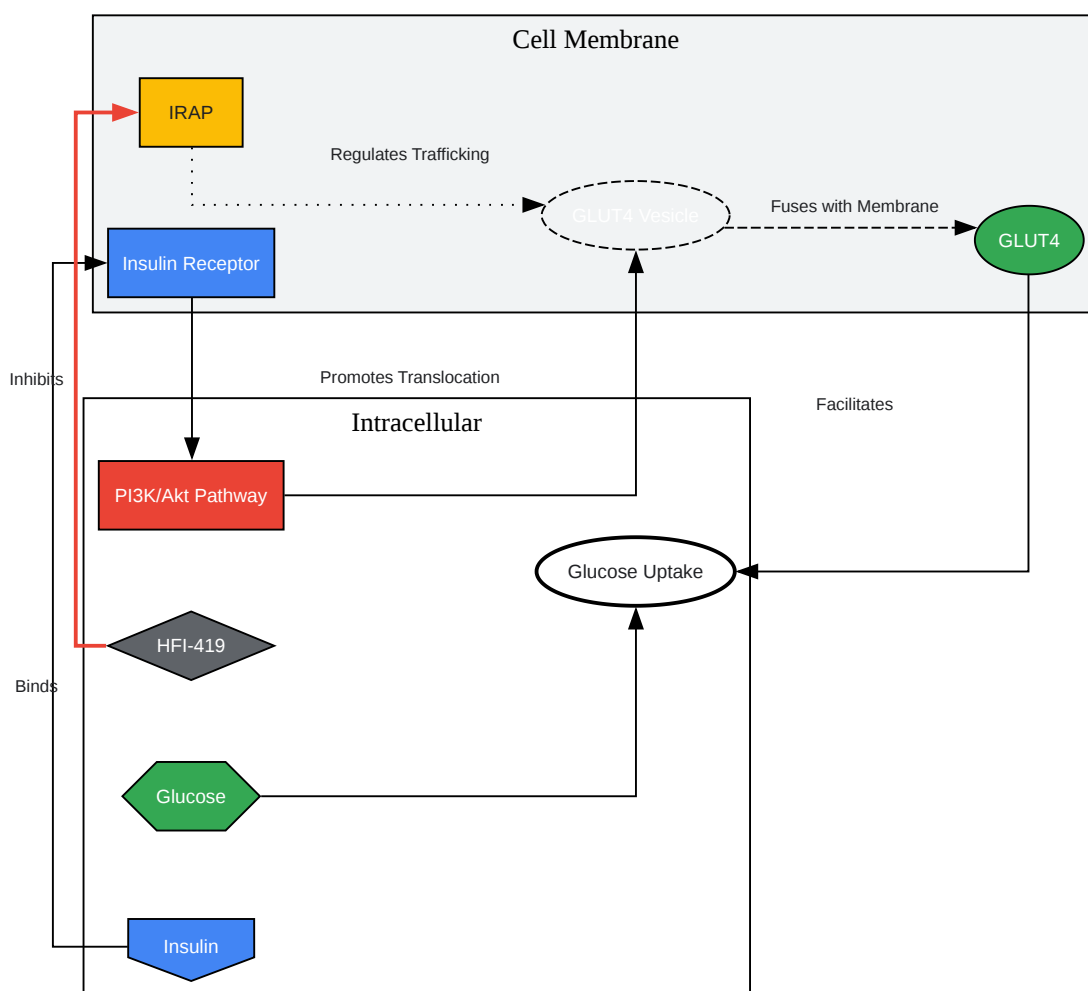 Cell Membrane
IRAP
Regulates Trafficking
GLUT4 Vesicle
Fuses with Membrane
GLUT4
Insulin Receptor
Inhibits
Promotes Translocation
Facilitates
Intracellular
PI3K/Akt Pathway
Glucose Uptake
HFI-419
Binds
Glucose
Insulin